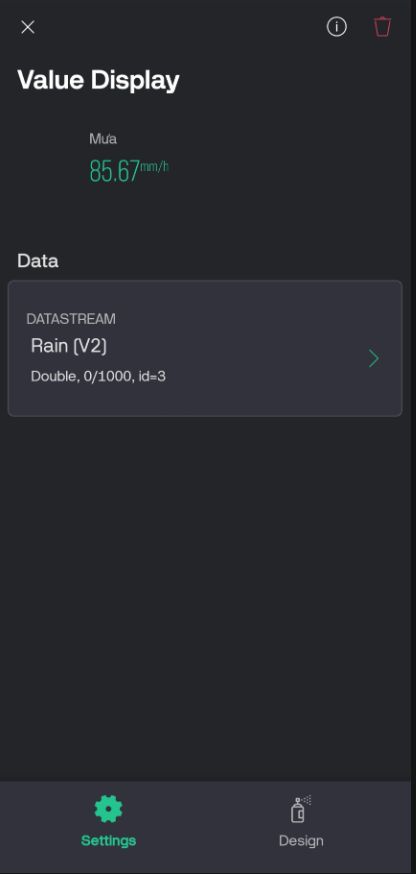 Value Display
Mưa
85.67mm/h
Data
DATASTREAM
Rain (V2)
Double, 0/1000, id=3
Settings
Design